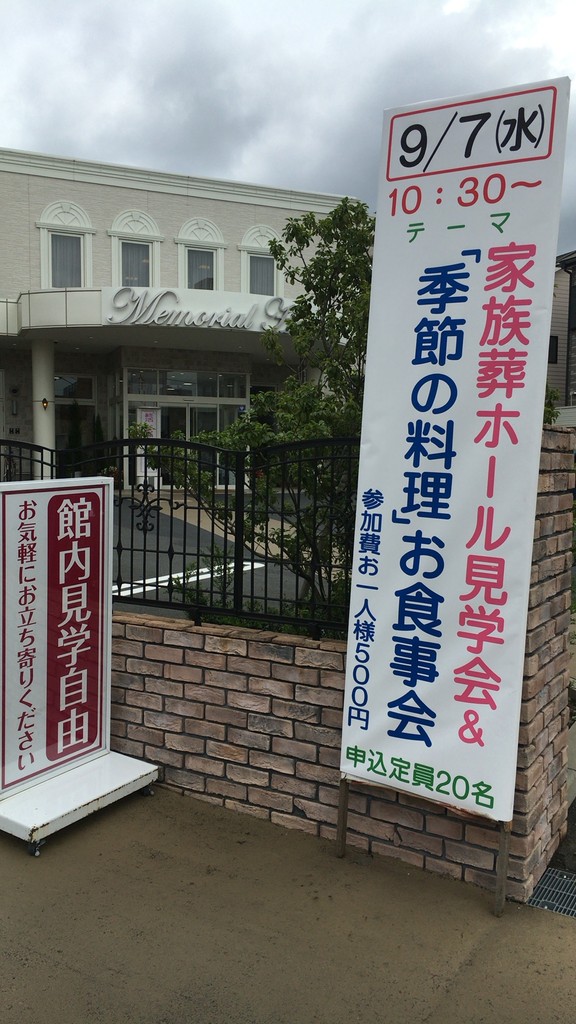 9/7(水)
10:30〜
テーマ
家族葬ホール見学会&
「季節の料理」お食事会
参加費お一人様500円
申込定員20名
Memorial
館内見学自由
お気軽にお立ち寄りください